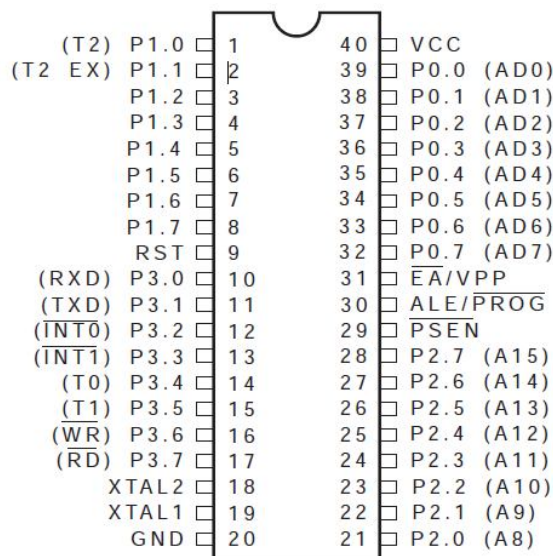 (T2) P1.0 1 40 VCC
(T2 EX) P1.1 2 39 P0.0 (AD0)
P1.2 3 38 P0.1 (AD1)
P1.3 4 37 P0.2 (AD2)
P1.4 5 36 P0.3 (AD3)
P1.5 6 35 P0.4 (AD4)
P1.6 7 34 P0.5 (AD5)
P1.7 8 33 P0.6 (AD6)
RST 9 32 P0.7 (AD7)
(RXD) P3.0 10 31 E̅A̅/VPP
(TXD) P3.1 11 30 ALE/P̅R̅O̅G̅
(I̅N̅T̅0̅) P3.2 12 29 P̅S̅E̅N̅
(I̅N̅T̅1̅) P3.3 13 28 P2.7 (A15)
(T0) P3.4 14 27 P2.6 (A14)
(T1) P3.5 15 26 P2.5 (A13)
(W̅R̅) P3.6 16 25 P2.4 (A12)
(R̅D̅) P3.7 17 24 P2.3 (A11)
XTAL2 18 23 P2.2 (A10)
XTAL1 19 22 P2.1 (A9)
GND 20 21 P2.0 (A8)